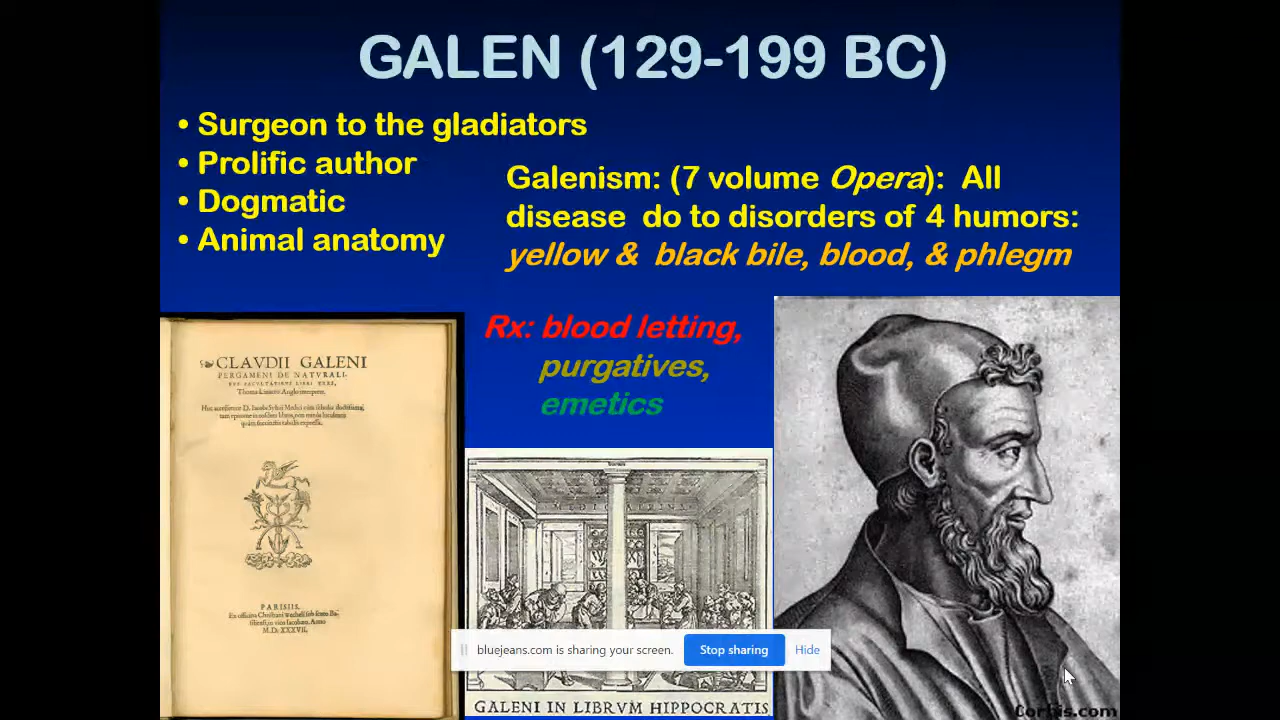 GALEN (129-199 BC)
• Surgeon to the gladiators
• Prolific author
• Dogmatic
• Animal anatomy
Galenism: (7 volume Opera): All
disease do to disorders of 4 humors:
yellow & black bile, blood, & phlegm
Rx: blood letting,
purgatives,
emetics
CLAVDII GALENI
PERGAMENI DE NATVRALI-
PARISIIS.
M.D.XXXVII.
bluejeans.com is sharing your screen.
Stop sharing
Hide
GALENI IN LIBRVM HIPPOCRATIS
Corbis.com